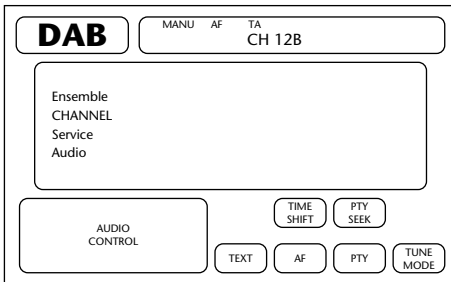 DAB
MANU AF TA
CH 12B
Ensemble
CHANNEL
Service
Audio
TIME
SHIFT
PTY
SEEK
AUDIO
CONTROL
TEXT
AF
PTY
TUNE
MODE